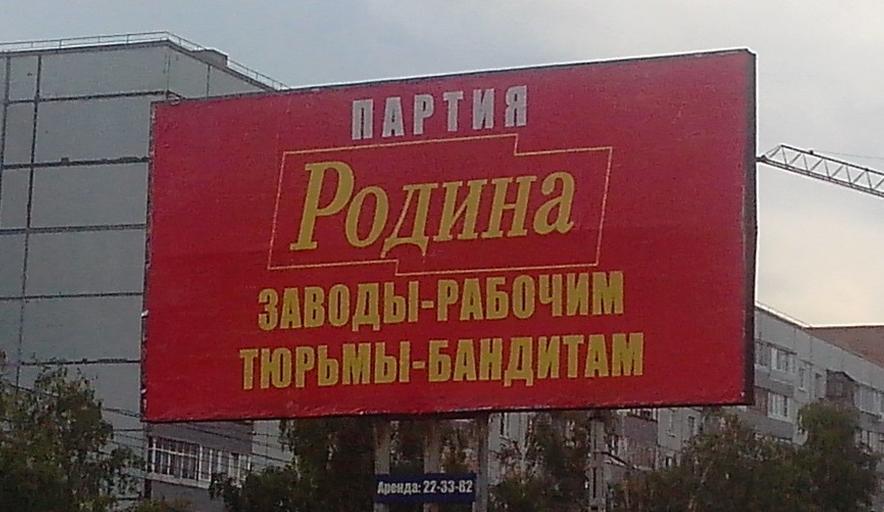 ПАРТИЯ
Родина
ЗАВОДЫ-РАБОЧИМ
ТЮРЬМЫ-БАНДИТАМ
Аренда: 22-33-82